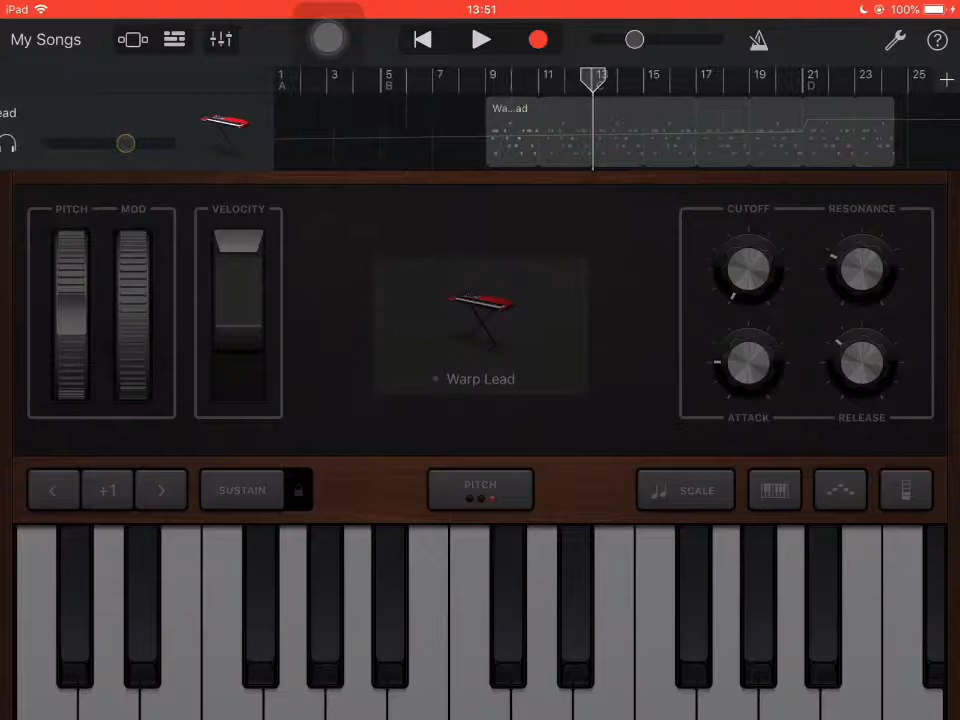 iPad 13:51 100%
My Songs
1 3 5 7 9 11 13 15 17 19 21 23 25
A B C D
ead
Wa...ad
PITCH MOD VELOCITY CUTOFF RESONANCE
Warp Lead
ATTACK RELEASE
+1 SUSTAIN PITCH SCALE